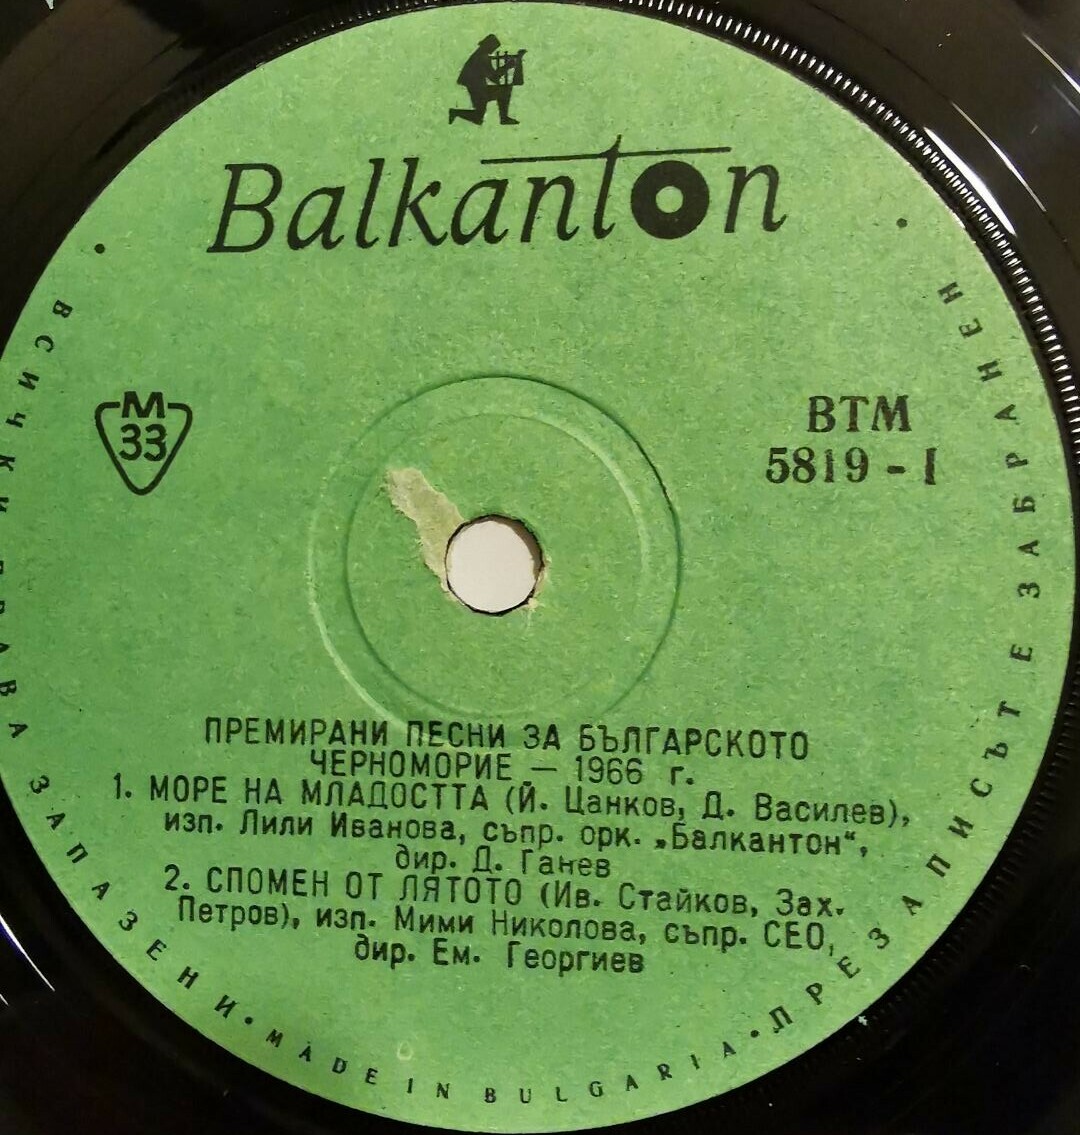 Balkanton
М
33
ВТМ
5819 - I
ПРЕМИРАНИ ПЕСНИ ЗА БЪЛГАРСКОТО
ЧЕРНОМОРИЕ — 1966 г.
1. МОРЕ НА МЛАДОСТТА (Й. Цанков, Д. Василев),
изп. Лили Иванова, съпр. орк. „Балкантон“,
дир. Д. Ганев
2. СПОМЕН ОТ ЛЯТОТО (Ив. Стайков, Зах.
Петров), изп. Мими Николова, съпр. СЕО,
дир. Ем. Георгиев
• ВСИЧКИ ПРАВА ЗАПАЗЕНИ • MADE IN BULGARIA • ПРЕЗАПИСЪТ Е ЗАБРАНЕН •